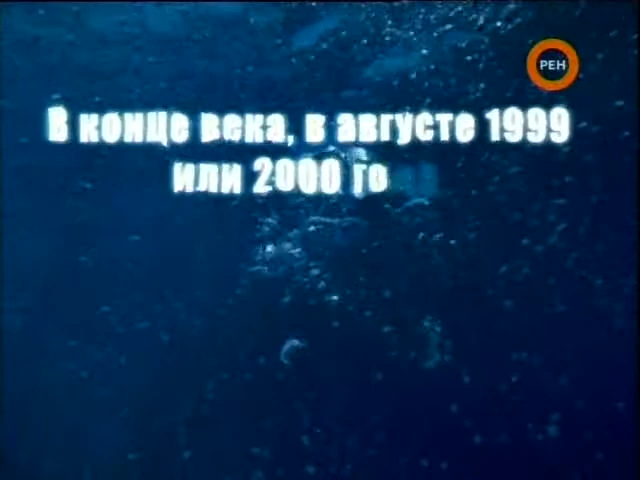 РЕН
В конце века, в августе 1999
или 2000 го